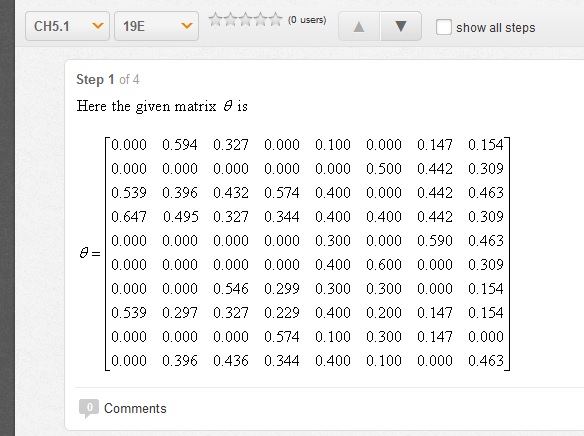 CH5.1 19E (0 users) show all steps
Step 1 of 4
Here the given matrix θ is
0.000 0.594 0.327 0.000 0.100 0.000 0.147 0.154
0.000 0.000 0.000 0.000 0.000 0.500 0.442 0.309
0.539 0.396 0.432 0.574 0.400 0.000 0.442 0.463
0.647 0.495 0.327 0.344 0.400 0.400 0.442 0.309
0.000 0.000 0.000 0.000 0.300 0.000 0.590 0.463
θ =
0.000 0.000 0.000 0.000 0.400 0.600 0.000 0.309
0.000 0.000 0.546 0.299 0.300 0.300 0.000 0.154
0.539 0.297 0.327 0.229 0.400 0.200 0.147 0.154
0.000 0.000 0.000 0.574 0.100 0.300 0.147 0.000
0.000 0.396 0.436 0.344 0.400 0.100 0.000 0.463
0 Comments